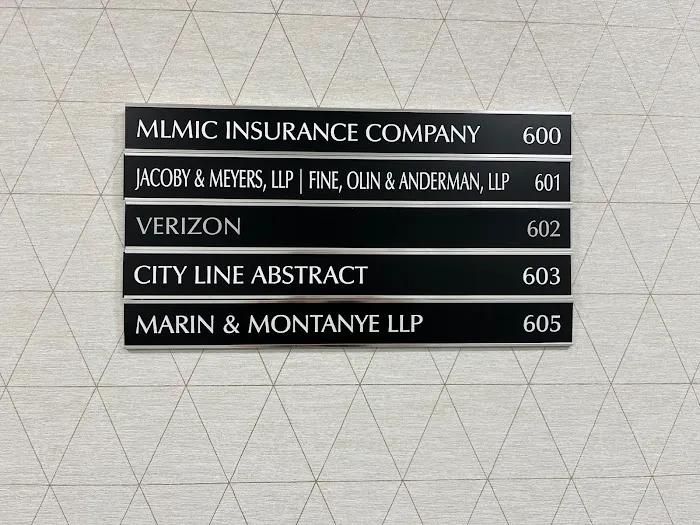 MLMIC INSURANCE COMPANY 600
JACOBY & MEYERS, LLP | FINE, OLIN & ANDERMAN, LLP 601
VERIZON 602
CITY LINE ABSTRACT 603
MARIN & MONTANYE LLP 605